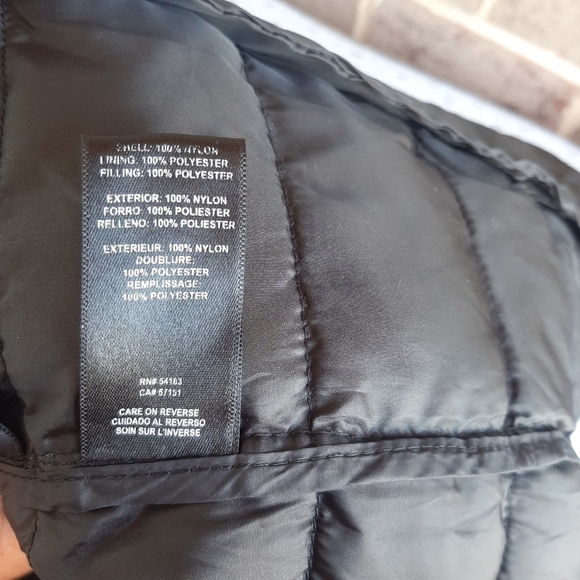 SHELL: 100% NYLON
LINING: 100% POLYESTER
FILLING: 100% POLYESTER
EXTERIOR: 100% NYLON
FORRO: 100% POLIESTER
RELLENO: 100% POLIESTER
EXTERIEUR: 100% NYLON
DOUBLURE:
100% POLYESTER
REMPLISSAGE:
100% POLYESTER
RN# 54163
CA# 57151
CARE ON REVERSE
CUIDADO AL REVERSO
SOIN SUR L'INVERSE